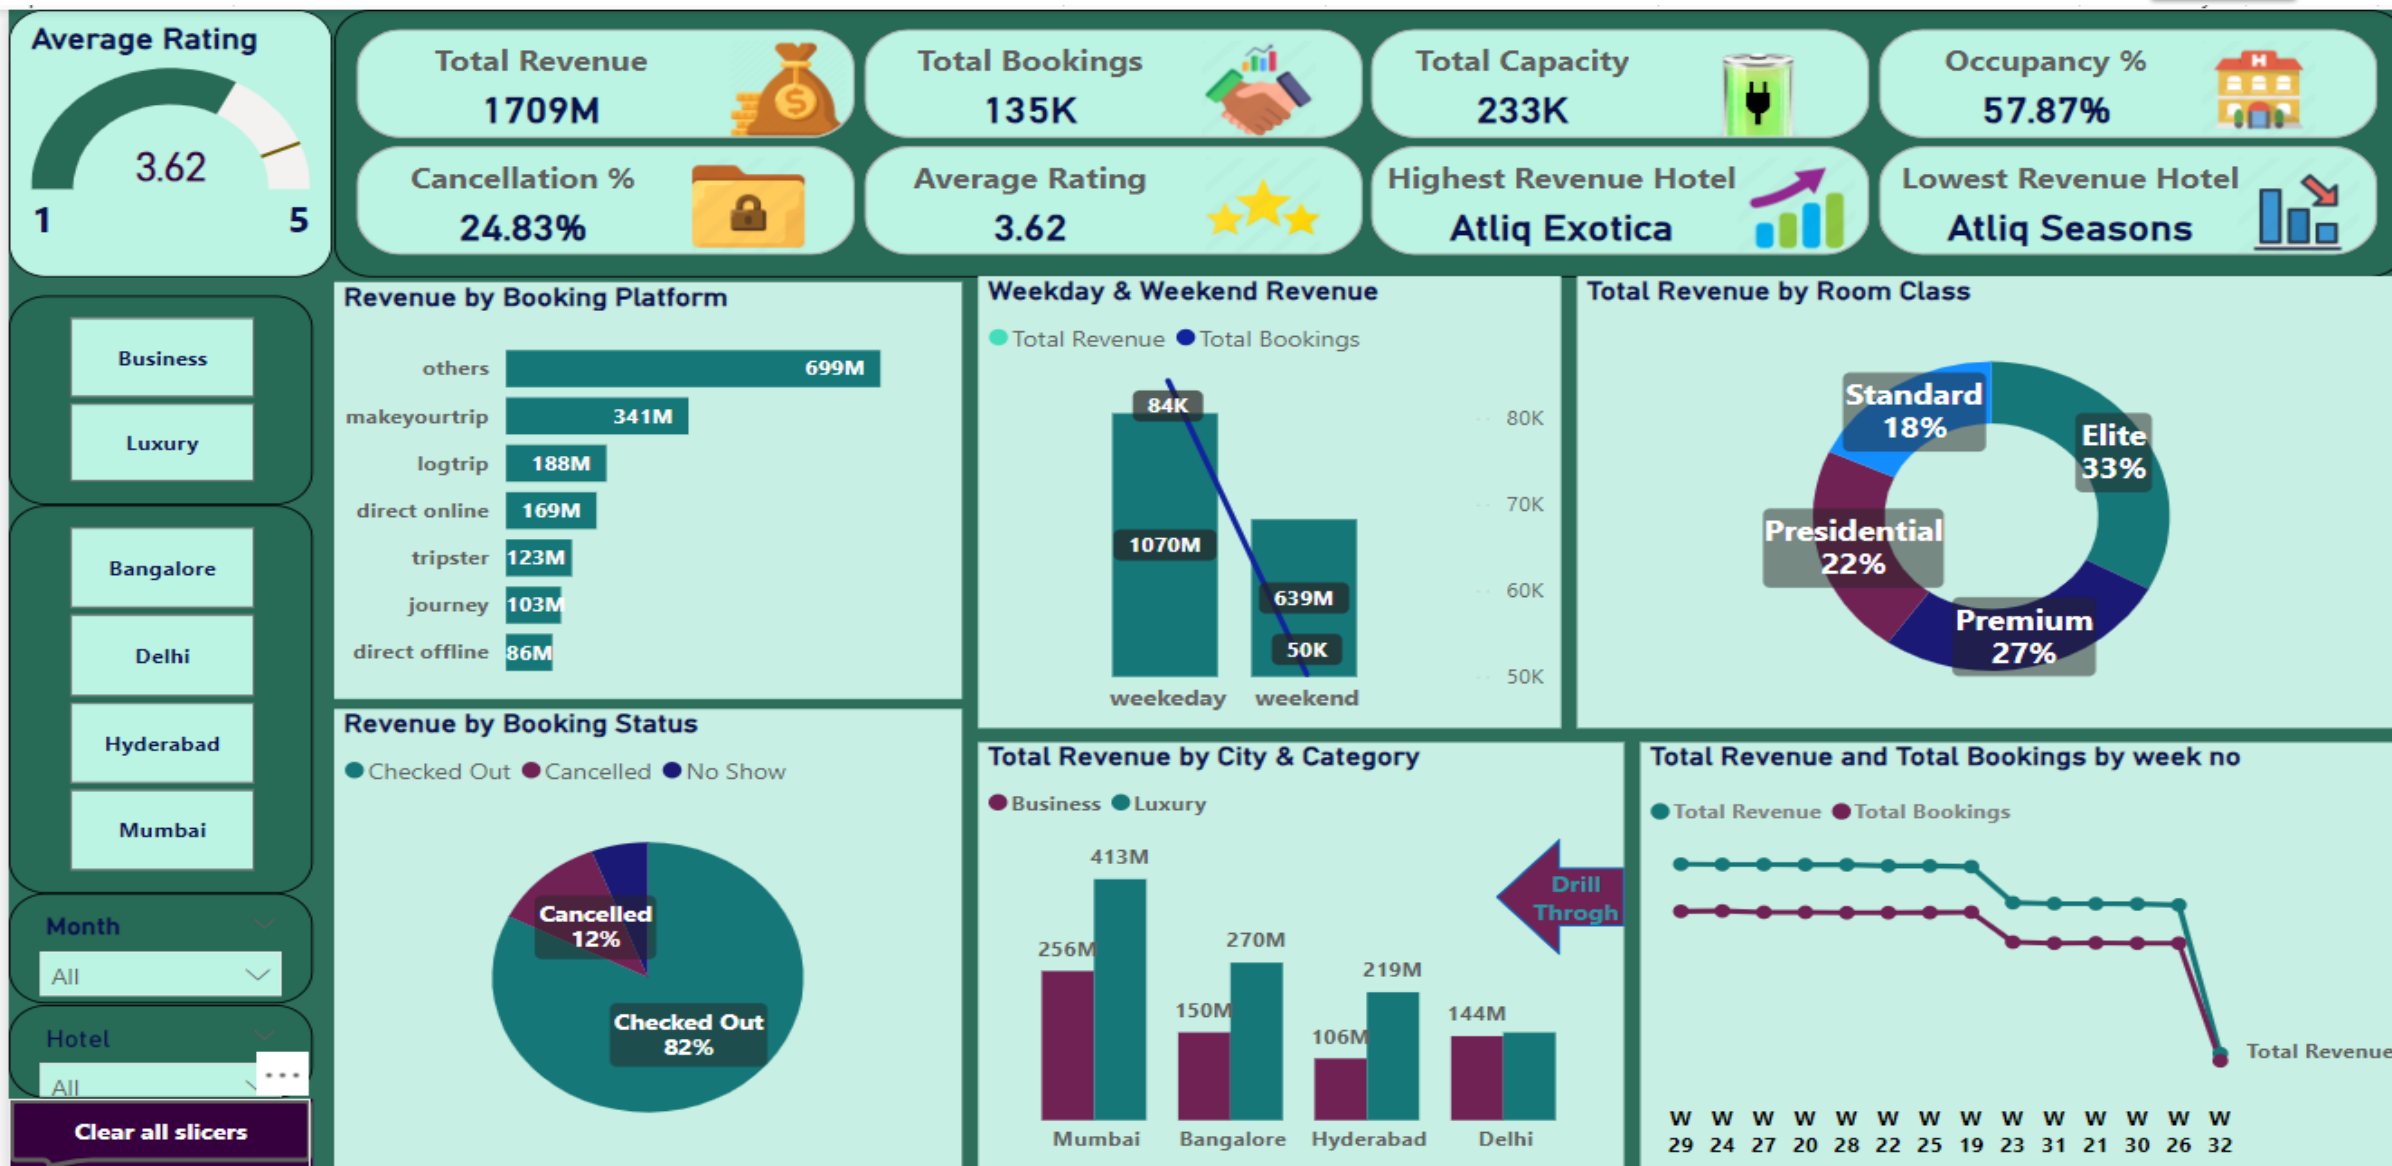 Average Rating
3.62
1
5
Total Revenue
1709M
Total Bookings
135K
Total Capacity
233K
Occupancy %
57.87%
Cancellation %
24.83%
Average Rating
3.62
Highest Revenue Hotel
Atliq Exotica
Lowest Revenue Hotel
Atliq Seasons
Business
Luxury
Bangalore
Delhi
Hyderabad
Mumbai
Month
All
Hotel
All
...
Clear all slicers
Revenue by Booking Platform
others 699M
makeyourtrip 341M
logtrip 188M
direct online 169M
tripster 123M
journey 103M
direct offline 86M
Weekday & Weekend Revenue
Total Revenue Total Bookings
84K
1070M
639M
50K
80K
70K
60K
50K
weekeday weekend
Total Revenue by Room Class
Standard
18%
Elite
33%
Presidential
22%
Premium
27%
Revenue by Booking Status
Checked Out Cancelled No Show
Cancelled
12%
Checked Out
82%
Total Revenue by City & Category
Business Luxury
413M
256M
270M
150M
219M
106M
144M
Mumbai Bangalore Hyderabad Delhi
Drill
Throgh
Total Revenue and Total Bookings by week no
Total Revenue Total Bookings
Total Revenue
W W W W W W W W W W W W W W
29 24 27 20 28 22 25 19 23 31 21 30 26 32